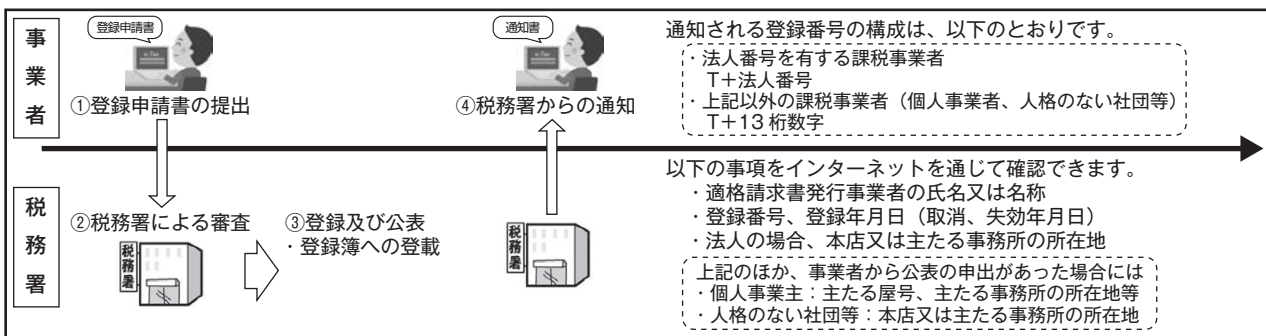 事業者
登録申請書
e-Tax
①登録申請書の提出
通知書
e-Tax
④税務署からの通知
通知される登録番号の構成は、以下のとおりです。
・法人番号を有する課税事業者
T+法人番号
・上記以外の課税事業者（個人事業者、人格のない社団等）
T+13桁数字
税務署
②税務署による審査
税務署
③登録及び公表
・登録簿への登載
税務署
以下の事項をインターネットを通じて確認できます。
・適格請求書発行事業者の氏名又は名称
・登録番号、登録年月日（取消、失効年月日）
・法人の場合、本店又は主たる事務所の所在地
上記のほか、事業者から公表の申出があった場合には
・個人事業主：主たる屋号、主たる事務所の所在地等
・人格のない社団等：本店又は主たる事務所の所在地